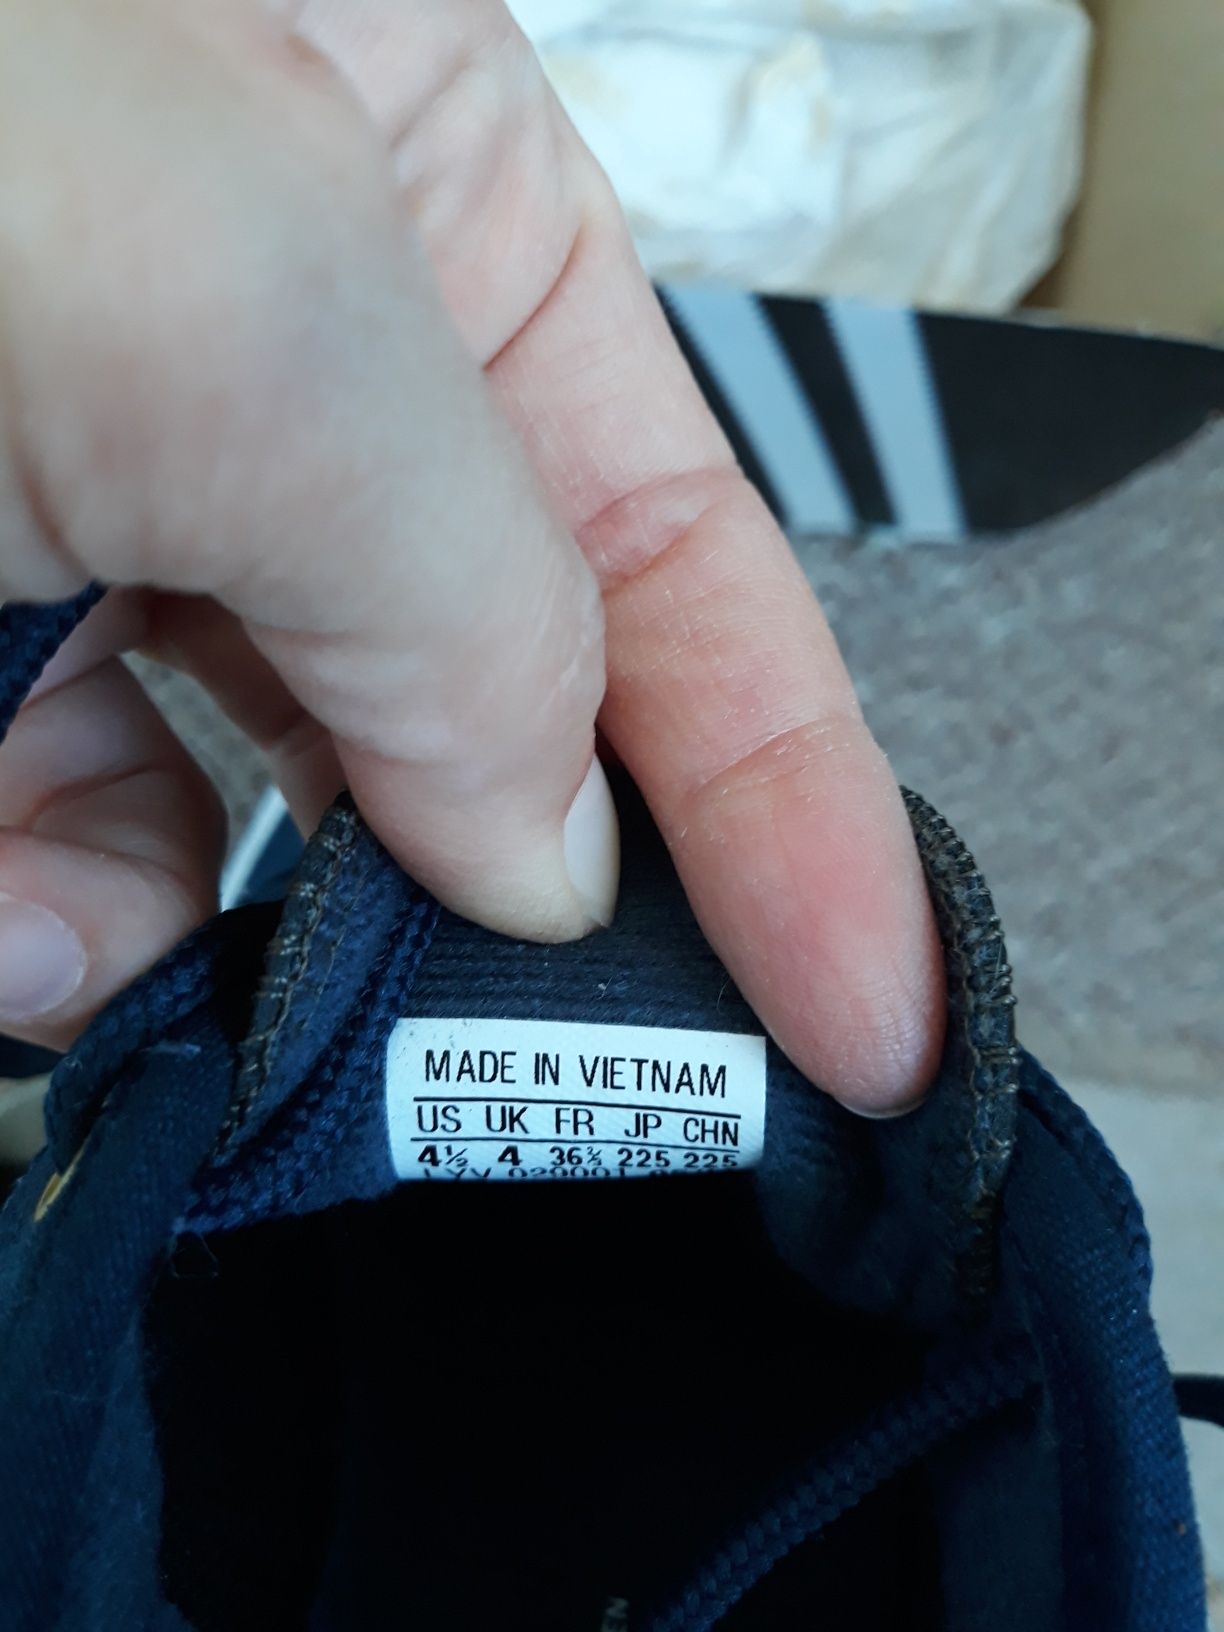 MADE IN VIETNAM
US UK FR JP CHN
4½ 4 36⅔ 225 225